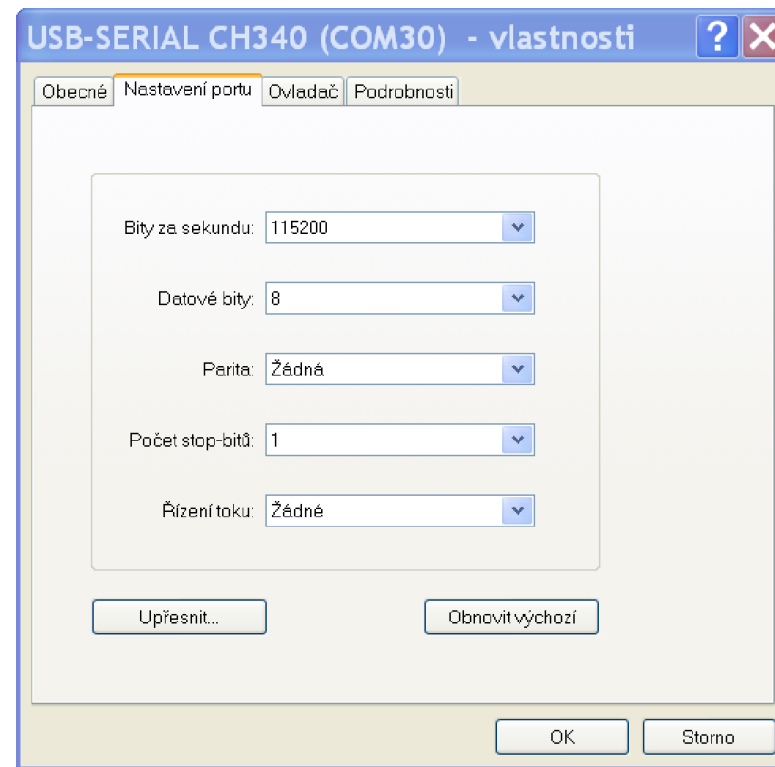 USB-SERIAL CH340 (COM30) - vlastnosti
Obecné Nastavení portu Ovladač Podrobnosti
Bity za sekundu: 115200
Datové bity: 8
Parita: Žádná
Počet stop-bitů: 1
Řízení toku: Žádné
Upřesnit... Obnovit výchozí
OK Storno